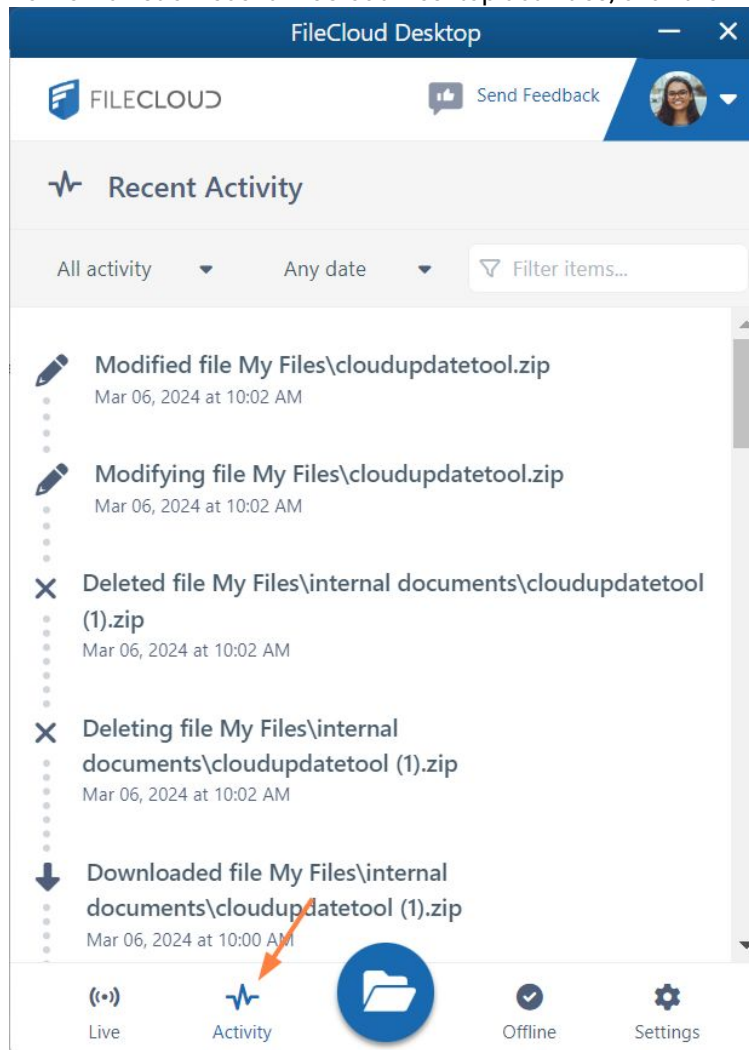 FileCloud Desktop
FILECLOUD
Send Feedback
Recent Activity
All activity
Any date
Filter items...
Modified file My Files\cloudupdatetool.zip
Mar 06, 2024 at 10:02 AM
Modifying file My Files\cloudupdatetool.zip
Mar 06, 2024 at 10:02 AM
Deleted file My Files\internal documents\cloudupdatetool
(1).zip
Mar 06, 2024 at 10:02 AM
Deleting file My Files\internal
documents\cloudupdatetool (1).zip
Mar 06, 2024 at 10:02 AM
Downloaded file My Files\internal
documents\cloudupdatetool (1).zip
Mar 06, 2024 at 10:00 AM
Live
Activity
Offline
Settings